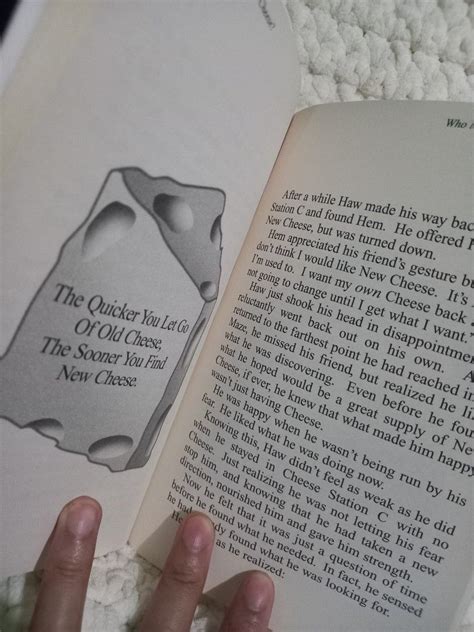 Cheese?
The Quicker You Let Go
Of Old Cheese,
The Sooner You Find
New Cheese.
Who
After a while Haw made his way back
Station C and found Hem. He offered
New Cheese, but was turned down.
Hem appreciated his friend's gesture bu
don't think I would like New Cheese. It's
I'm used to. I want my own Cheese back
not going to change until I get what I want."
Haw just shook his head in disappointme
reluctantly went back out on his own. A
returned to the farthest point he had reached in
Maze, he missed his friend, but realized he l
what he was discovering. Even before he fou
what he hoped would be a great supply of Ne
Cheese, if ever, he knew that what made him happy
wasn't just having Cheese.
He was happy when he wasn't being run by his
fear. He liked what he was doing now.
Knowing this, Haw didn't feel as weak as he did
when he stayed in Cheese Station C with no
Cheese. Just realizing he was not letting his fear
stop him, and knowing that he had taken a new
direction, nourished him and gave him strength.
Now he felt that it was just a question of time
before he found what he needed. In fact, he sensed
he had found what he was looking for.
as he realized: